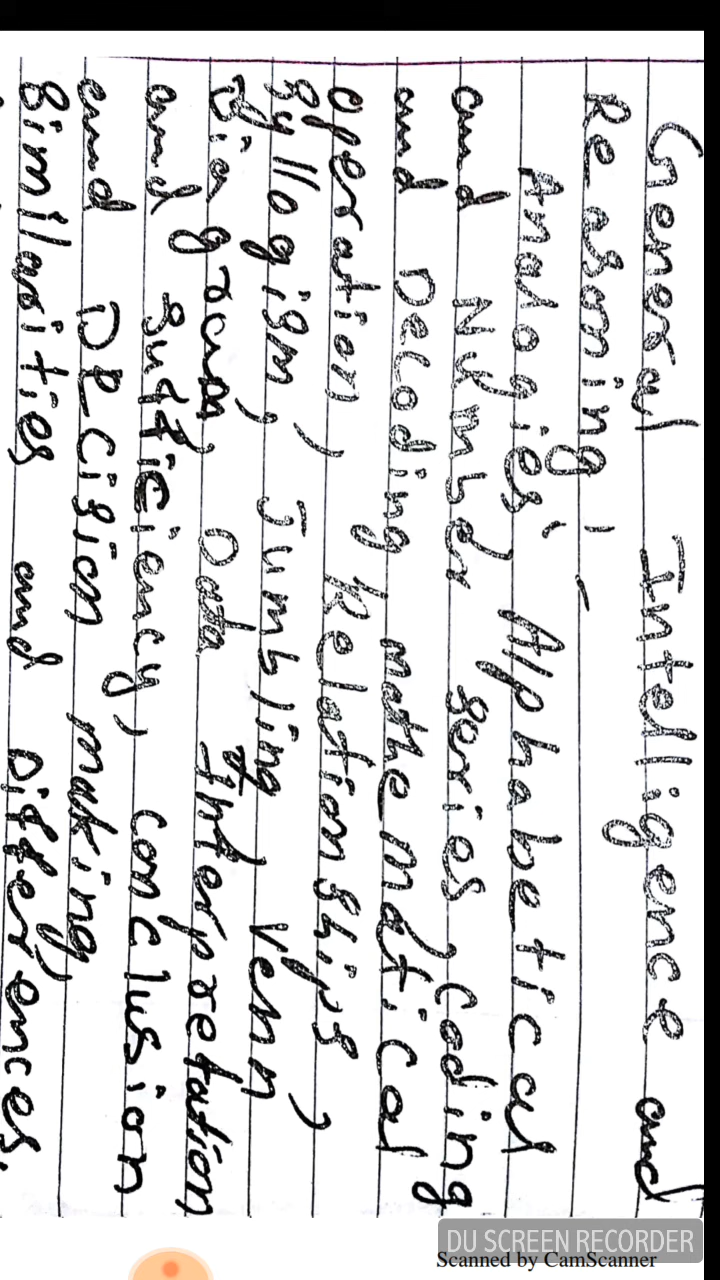 General Intelligence and
Reasoning! -
Analogies, Alphabetical
and Number series, coding
and Decoding mathematical
operation, Relationships,
Syllogism, Jumbling, Venn
Diagram, Data Interpretation
and Sufficiency, conclusion
and Decision making,
Similarities and Differences,
DU SCREEN RECORDER
Scanned by CamScanner